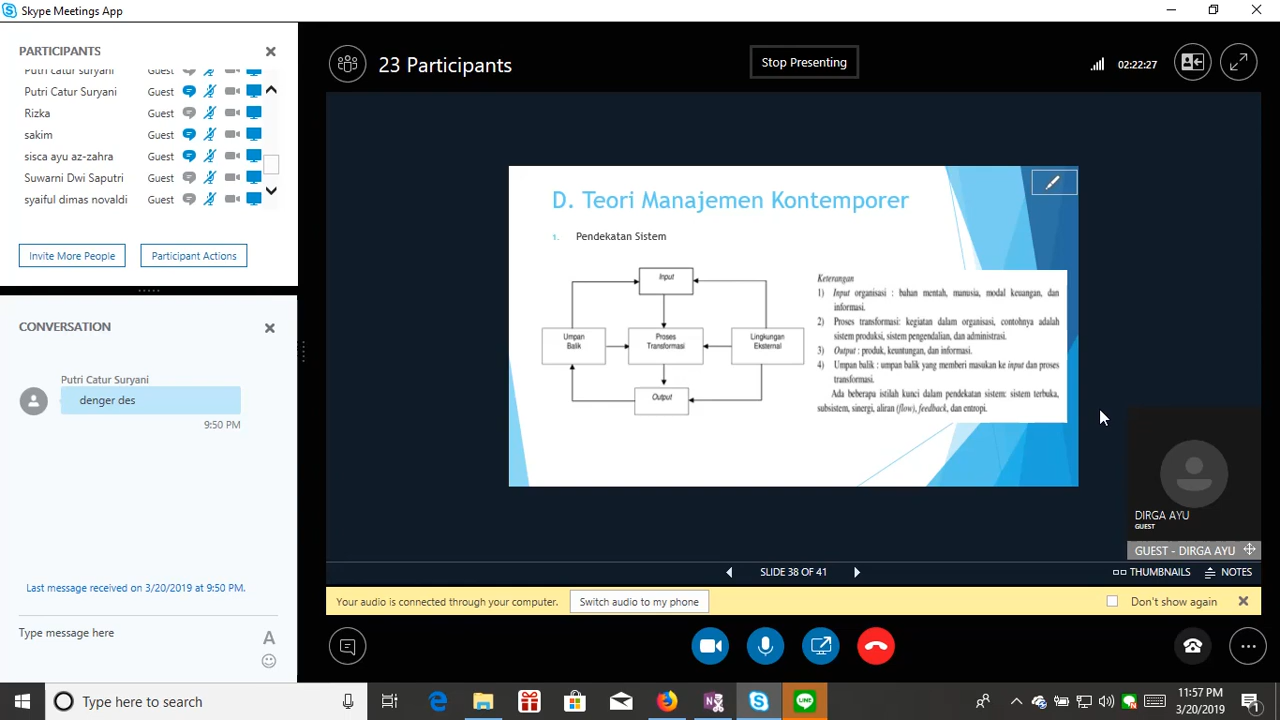 Skype Meetings App
PARTICIPANTS
Putri catur suryani Guest
Putri Catur Suryani Guest
Rizka Guest
sakim Guest
sisca ayu az-zahra Guest
Suwarni Dwi Saputri Guest
syaiful dimas novaldi Guest
Invite More People
Participant Actions
CONVERSATION
Putri Catur Suryani
denger des
9:50 PM
Last message received on 3/20/2019 at 9:50 PM.
Type message here
A
23 Participants
Stop Presenting
02:22:27
D. Teori Manajemen Kontemporer
1. Pendekatan Sistem
Input
Umpan
Balik
Proses
Transformasi
Lingkungan
Eksternal
Output
Keterangan
1) Input organisasi : bahan mentah, manusia, modal keuangan, dan
informasi.
2) Proses transformasi: kegiatan dalam organisasi, contohnya adalah
sistem produksi, sistem pengendalian, dan administrasi.
3) Output : produk, keuntungan, dan informasi.
4) Umpan balik : umpan balik yang memberi masukan ke input dan proses
transformasi.
Ada beberapa istilah kunci dalam pendekatan sistem: sistem terbuka,
subsistem, sinergi, aliran (flow), feedback, dan entropi.
DIRGA AYU
GUEST
GUEST - DIRGA AYU
SLIDE 38 OF 41
THUMBNAILS
NOTES
Your audio is connected through your computer.
Switch audio to my phone
Don't show again
Type here to search
11:57 PM
3/20/2019
1